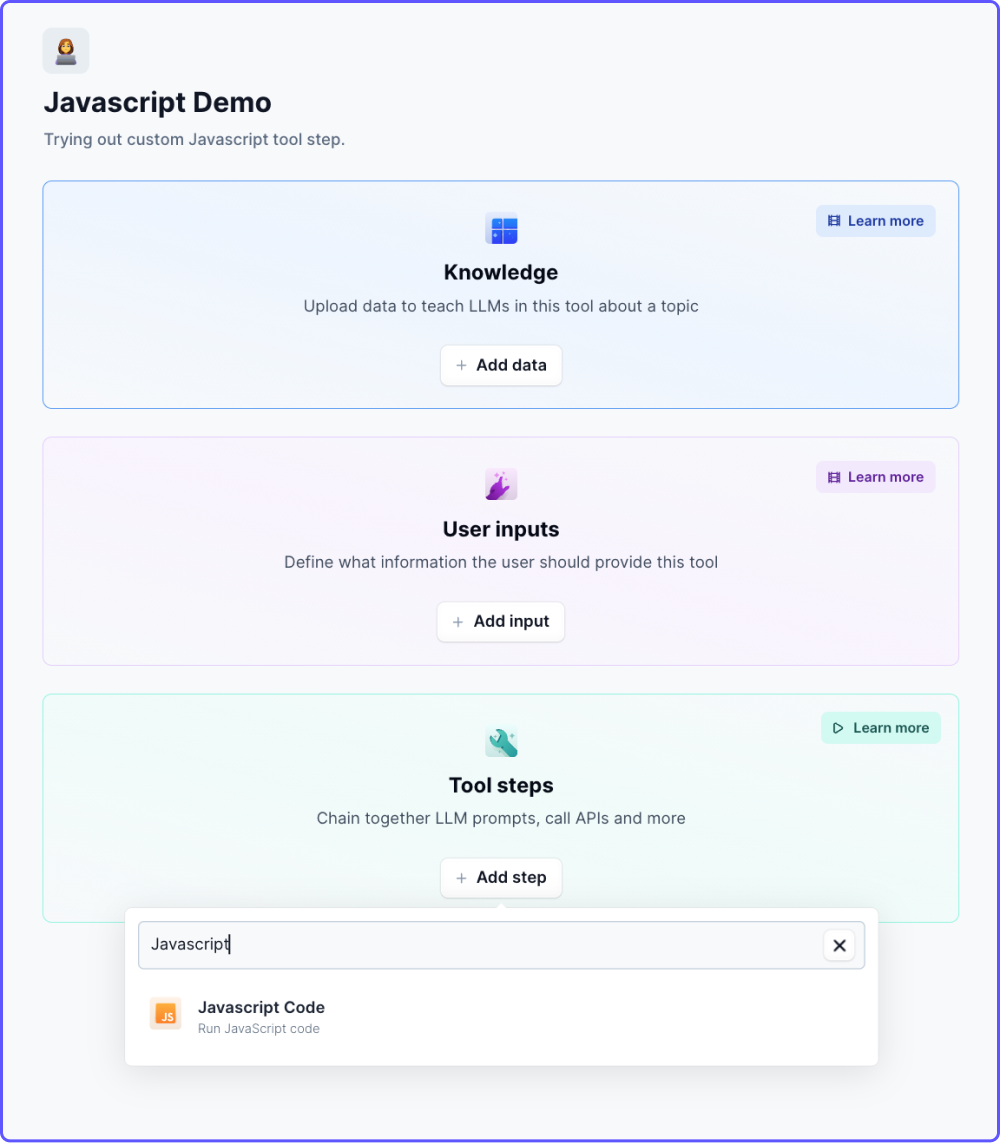 Javascript Demo
Trying out custom Javascript tool step.
Learn more
Knowledge
Upload data to teach LLMs in this tool about a topic
+ Add data
Learn more
User inputs
Define what information the user should provide this tool
+ Add input
Learn more
Tool steps
Chain together LLM prompts, call APIs and more
+ Add step
Javascript
JS
Javascript Code
Run JavaScript code